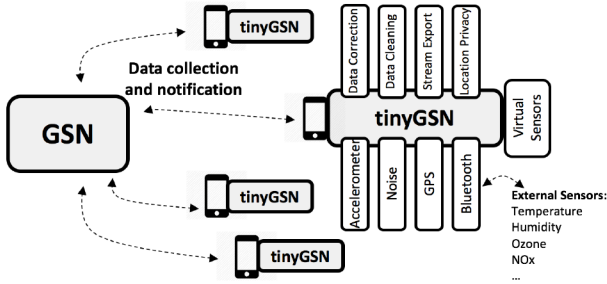 tinyGSN
Data collection
and notification
GSN
tinyGSN
tinyGSN
Data Correction
Data Cleaning
Stream Export
Location Privacy
tinyGSN
Virtual
Sensors
Accelerometer
Noise
GPS
Bluetooth
External Sensors:
Temperature
Humidity
Ozone
NOx
...